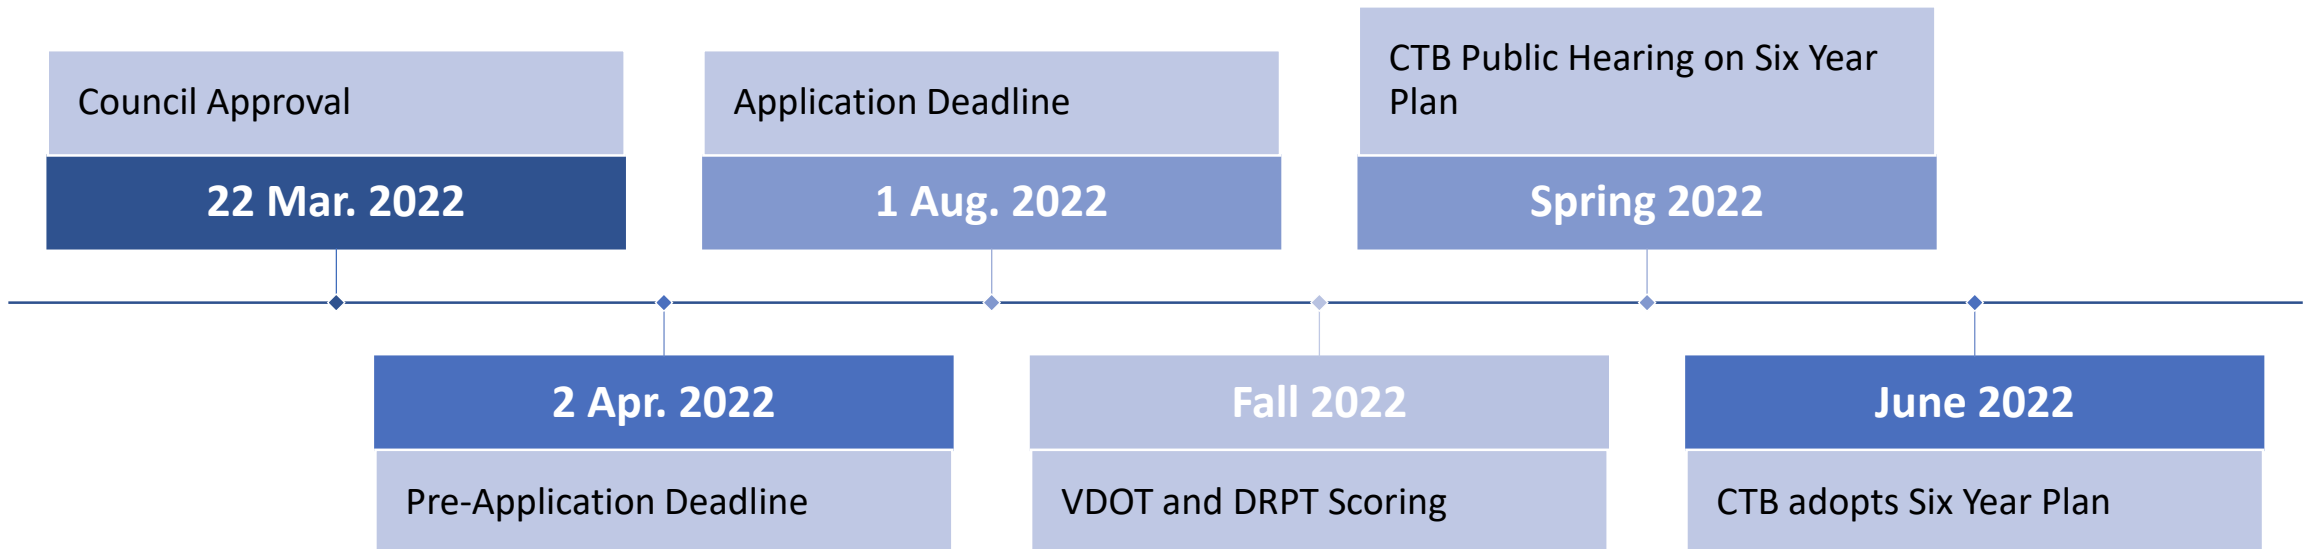 Council Approval
22 Mar. 2022
2 Apr. 2022
Pre-Application Deadline
Application Deadline
1 Aug. 2022
Fall 2022
VDOT and DRPT Scoring
CTB Public Hearing on Six Year
Plan
Spring 2022
June 2022
CTB adopts Six Year Plan